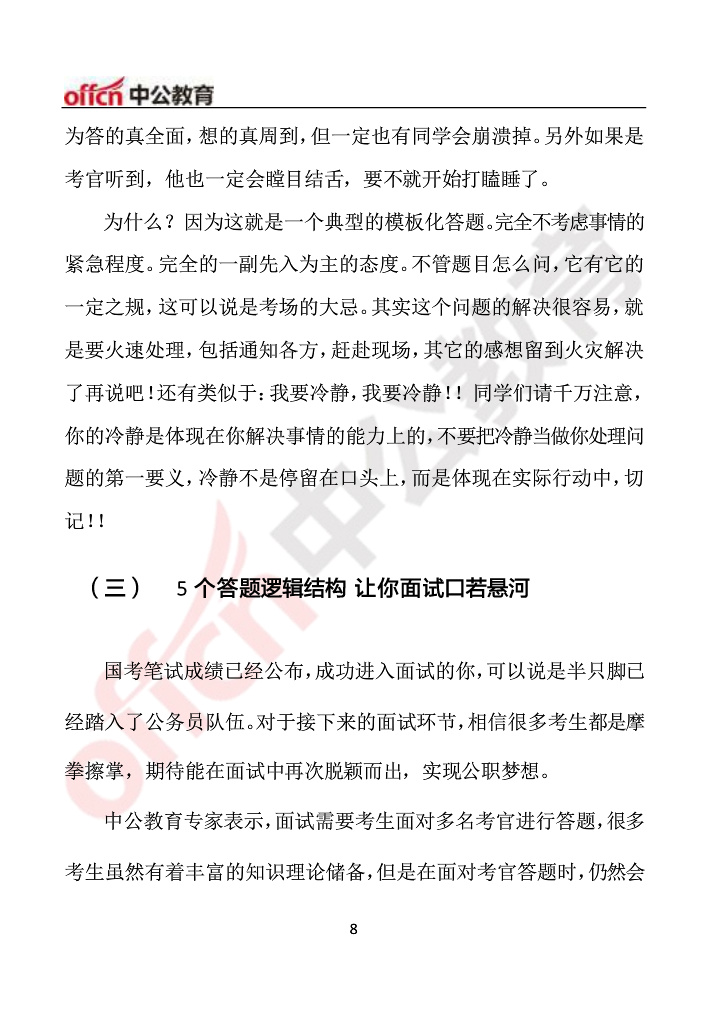 offcn 中公教育
为答的真全面，想的真周到，但一定也有同学会崩溃掉。另外如果是
考官听到，他也一定会瞠目结舌，要不就开始打瞌睡了。
为什么？因为这就是一个典型的模板化答题。完全不考虑事情的
紧急程度。完全的一副先入为主的态度。不管题目怎么问，它有它的
一定之规，这可以说是考场的大忌。其实这个问题的解决很容易，就
是要火速处理，包括通知各方，赶赴现场，其它的感想留到火灾解决
了再说吧！还有类似于：我要冷静，我要冷静！！同学们请千万注意，
你的冷静是体现在你解决事情的能力上的，不要把冷静当做你处理问
题的第一要义，冷静不是停留在口头上，而是体现在实际行动中，切
记！！
（三） 5 个答题逻辑结构 让你面试口若悬河
国考笔试成绩已经公布，成功进入面试的你，可以说是半只脚已
经踏入了公务员队伍。对于接下来的面试环节，相信很多考生都是摩
拳擦掌，期待能在面试中再次脱颖而出，实现公职梦想。
中公教育专家表示，面试需要考生面对多名考官进行答题，很多
考生虽然有着丰富的知识理论储备，但是在面对考官答题时，仍然会
8
offcn 中公教育